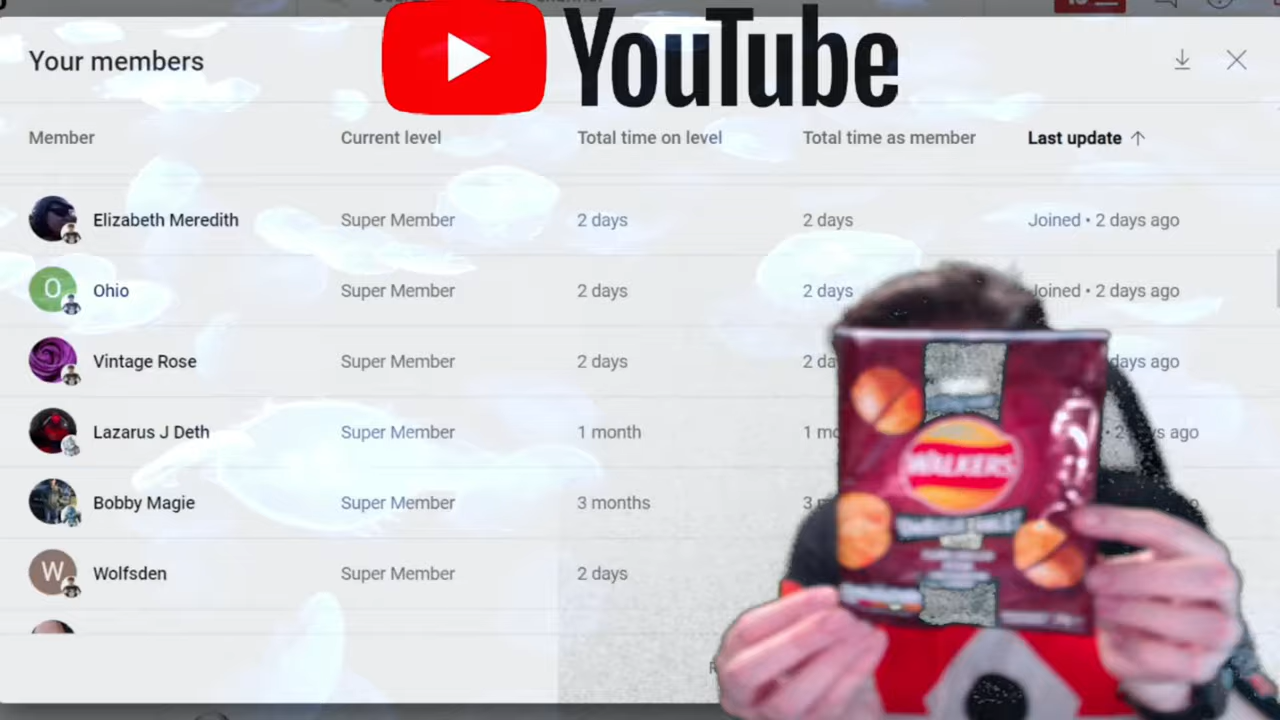 YouTube
Your members
Member Current level Total time on level Total time as member Last update
Elizabeth Meredith Super Member 2 days 2 days Joined • 2 days ago
O Ohio Super Member 2 days 2 days Joined • 2 days ago
Vintage Rose Super Member 2 days days ago
Lazarus J Deth Super Member 1 month ago
Bobby Magie Super Member 3 months
W Wolfsden Super Member 2 days
WALKERS